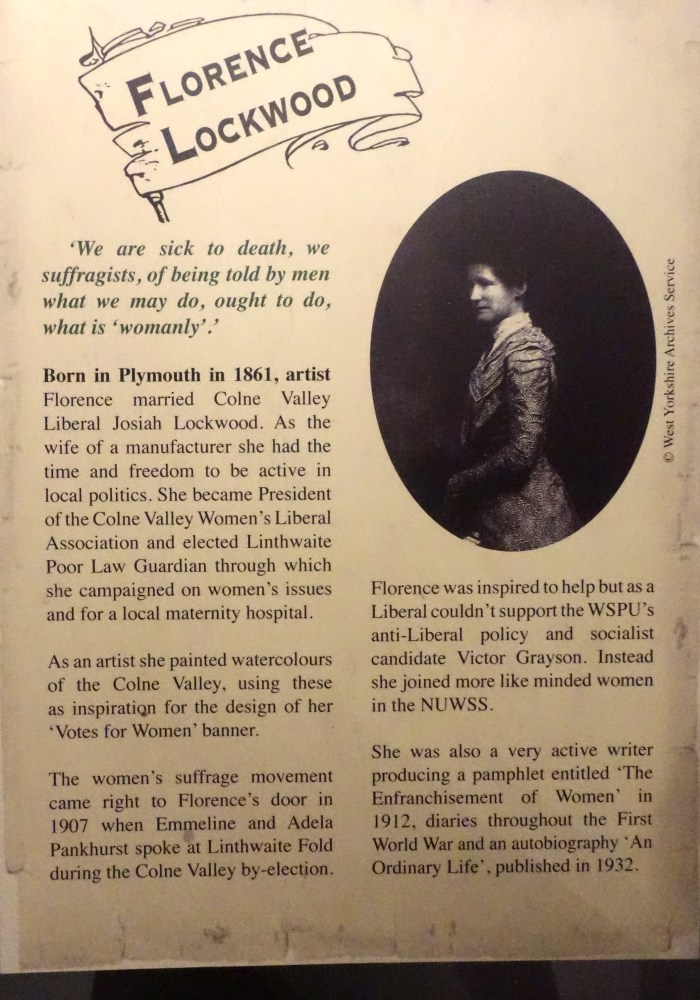 FLORENCE
LOCKWOOD
‘We are sick to death, we
suffragists, of being told by men
what we may do, ought to do,
what is ‘womanly’.’
Born in Plymouth in 1861, artist
Florence married Colne Valley
Liberal Josiah Lockwood. As the
wife of a manufacturer she had the
time and freedom to be active in
local politics. She became President
of the Colne Valley Women’s Liberal
Association and elected Linthwaite
Poor Law Guardian through which
she campaigned on women’s issues
and for a local maternity hospital.
As an artist she painted watercolours
of the Colne Valley, using these
as inspiration for the design of her
‘Votes for Women’ banner.
The women’s suffrage movement
came right to Florence’s door in
1907 when Emmeline and Adela
Pankhurst spoke at Linthwaite Fold
during the Colne Valley by-election.
© West Yorkshire Archives Service
Florence was inspired to help but as a
Liberal couldn’t support the WSPU’s
anti-Liberal policy and socialist
candidate Victor Grayson. Instead
she joined more like minded women
in the NUWSS.
She was also a very active writer
producing a pamphlet entitled ‘The
Enfranchisement of Women’ in
1912, diaries throughout the First
World War and an autobiography ‘An
Ordinary Life’, published in 1932.